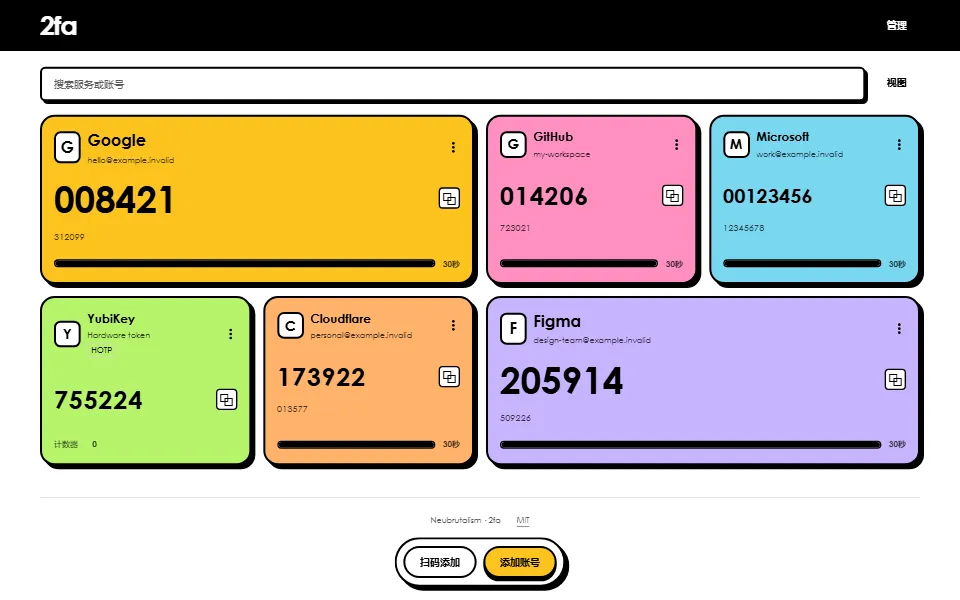 2fa
管理
搜索服务或账号
视图
G
Google
hello@example.invalid
008421
312099
30秒
G
GitHub
my-workspace
014206
723021
30秒
M
Microsoft
work@example.invalid
00123456
12345678
30秒
Y
YubiKey
Hardware token
HOTP
755224
计数器 0
C
Cloudflare
personal@example.invalid
173922
013577
30秒
F
Figma
design-team@example.invalid
205914
509226
30秒
Neubrutalism · 2fa MIT
扫码添加
添加账号